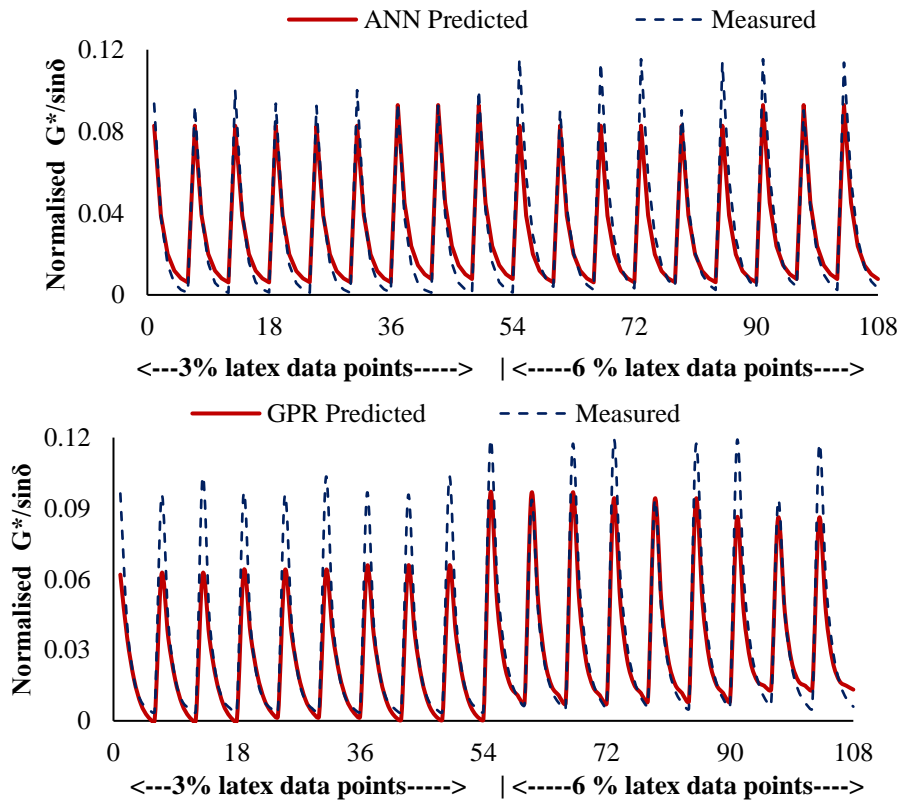 ANN Predicted Measured
Normalised G*/sinδ
0.12
0.08
0.04
0
0 18 36 54 72 90 108
<---3% latex data points-----> |<-----6 % latex data points---->
GPR Predicted Measured
Normalised G*/sinδ
0.12
0.09
0.06
0.03
0
0 18 36 54 72 90 108
<---3% latex data points-----> |<-----6 % latex data points---->